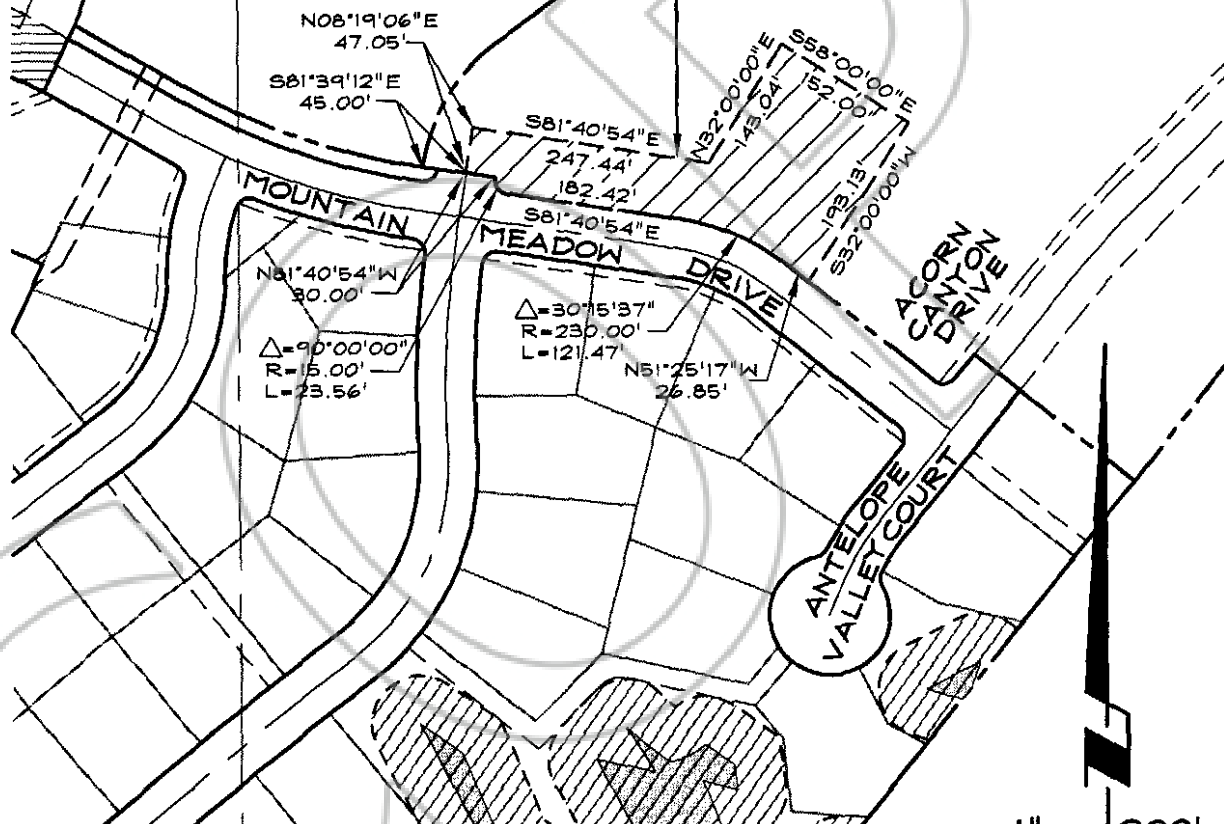 N08°19'06"E
47.05'
S81°39'12"E
45.00'
S81°40'54"E
247.44'
182.42'
S81°40'54"E
N32°00'00"E
143.04'
S58°00'00"E
152.00'
193.13'
S32°00'00"W
MOUNTAIN
MEADOW
DRIVE
ACORN
CANYON
DRIVE
N81°40'54"W
30.00'
Δ=90°00'00"
R=15.00'
L=23.56'
Δ=30°15'37"
R=230.00'
L=121.47'
N51°25'17"W
26.85'
ANTELOPE
VALLEY COURT